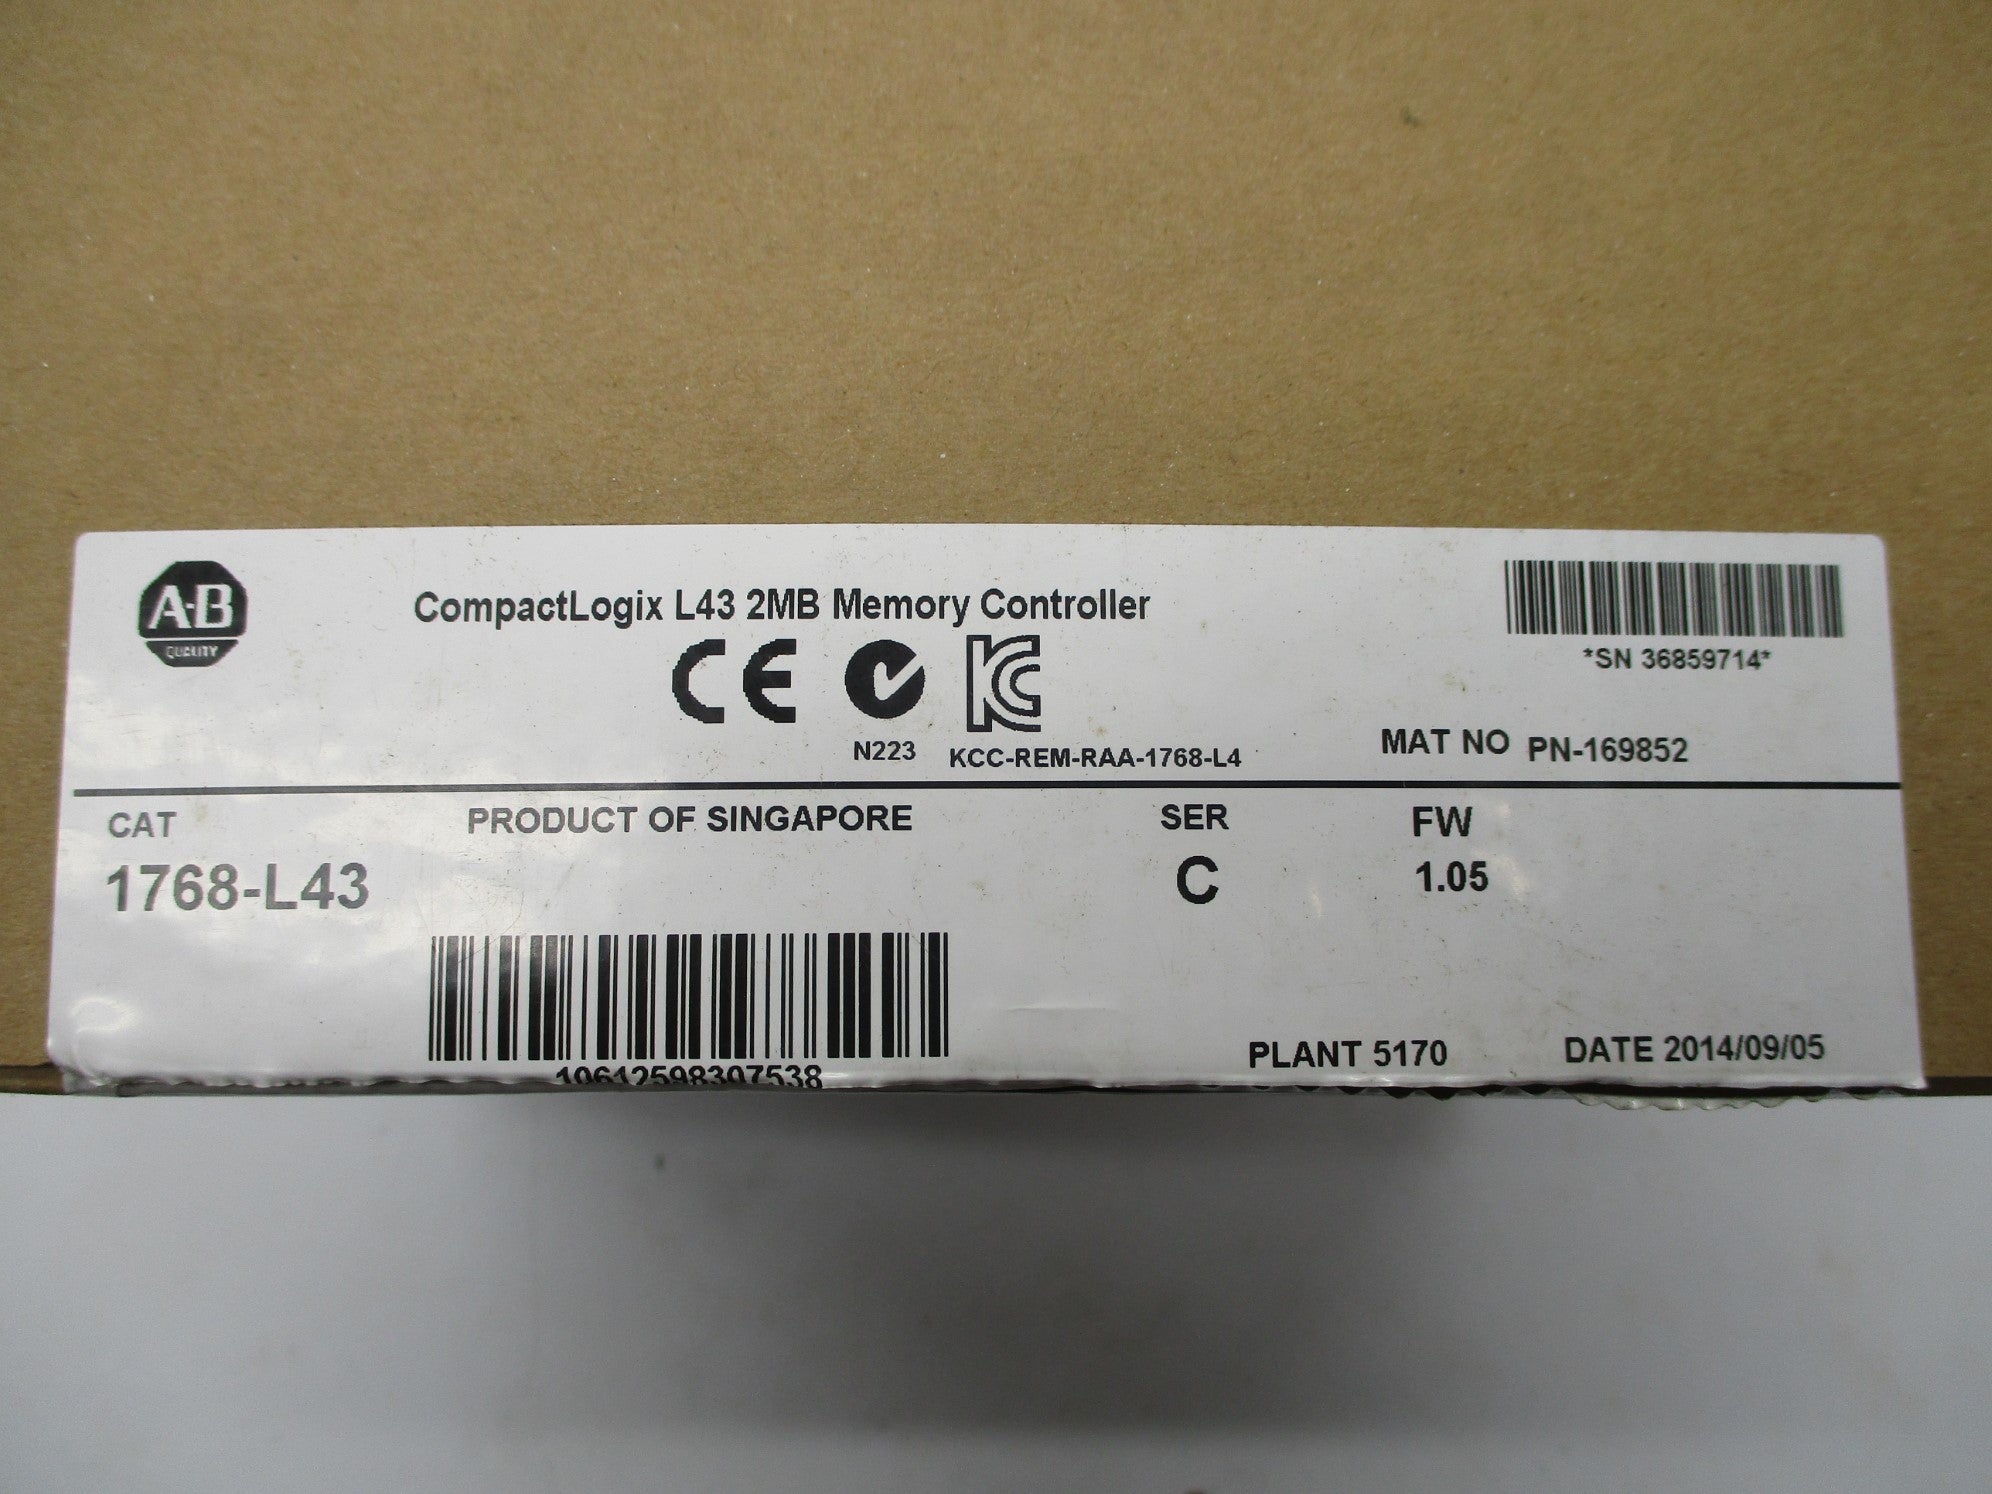 A-B
QUALITY
CompactLogix L43 2MB Memory Controller
*SN 36859714*
CE
N223
KCC-REM-RAA-1768-L4
MAT NO PN-169852
CAT
PRODUCT OF SINGAPORE
SER
FW
1768-L43
C
1.05
PLANT 5170
DATE 2014/09/05
10612598307538